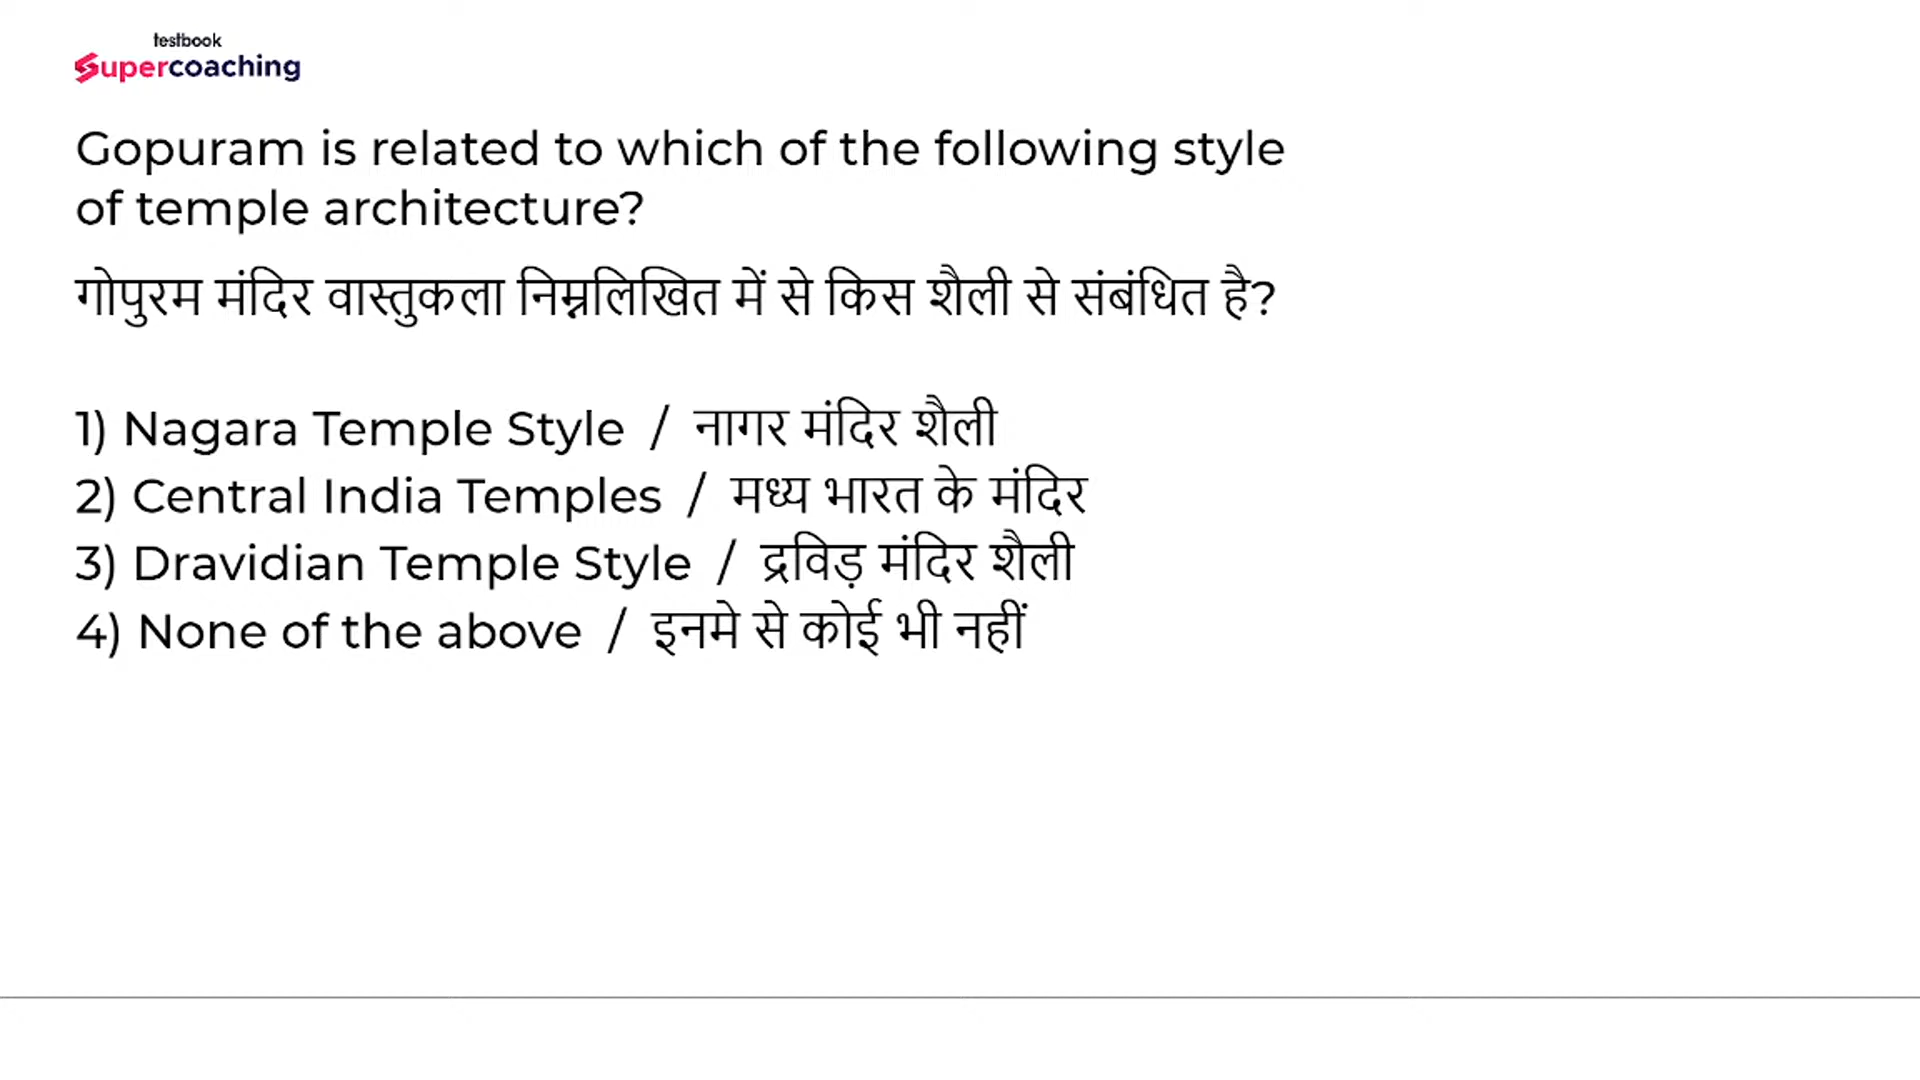 testbook
Supercoaching
Gopuram is related to which of the following style
of temple architecture?
गोपुरम मंदिर वास्तुकला निम्नलिखित में से किस शैली से संबंधित है?
1) Nagara Temple Style / नागर मंदिर शैली
2) Central India Temples / मध्य भारत के मंदिर
3) Dravidian Temple Style / द्रविड़ मंदिर शैली
4) None of the above / इनमे से कोई भी नहीं